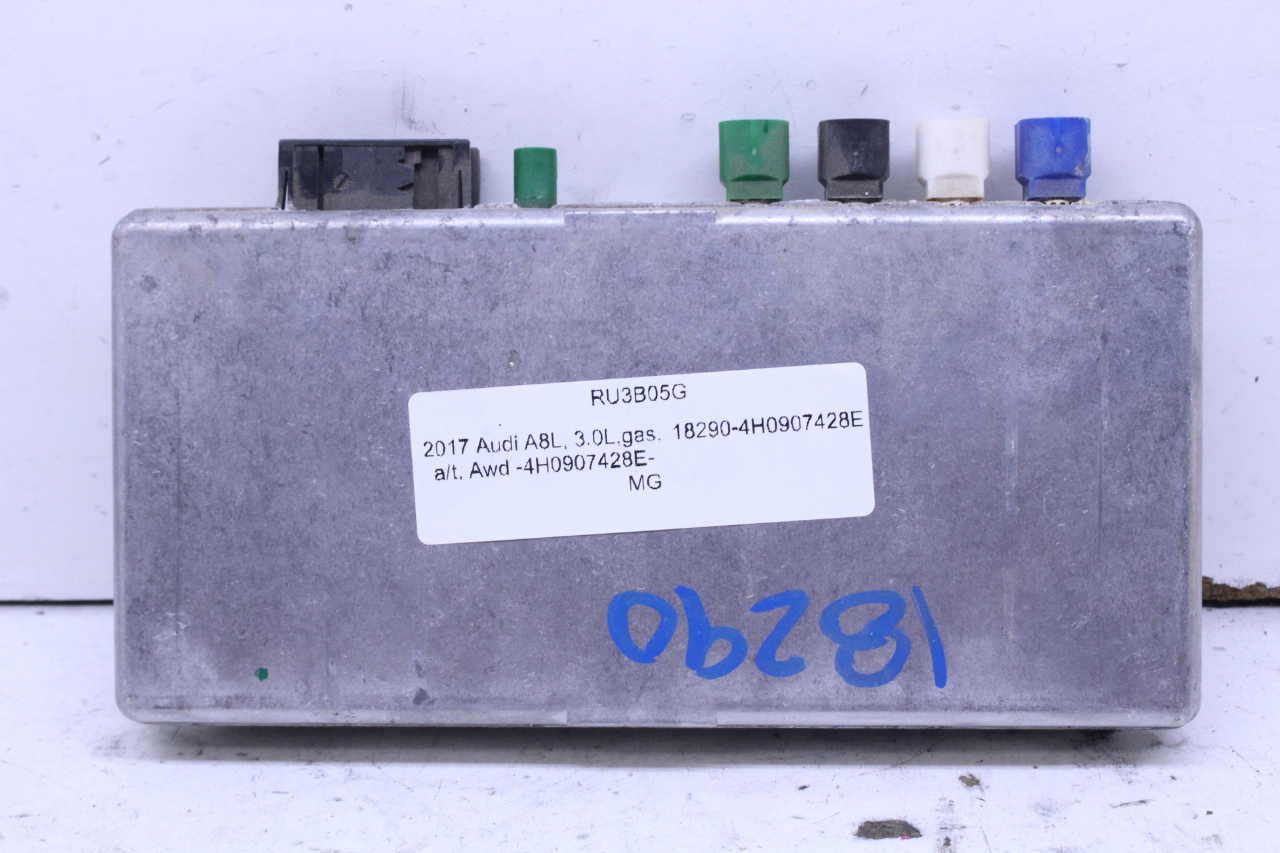 RU3B05G
2017 Audi A8L, 3.0L,gas, 18290-4H0907428E
a/t, Awd -4H0907428E-
MG
18290